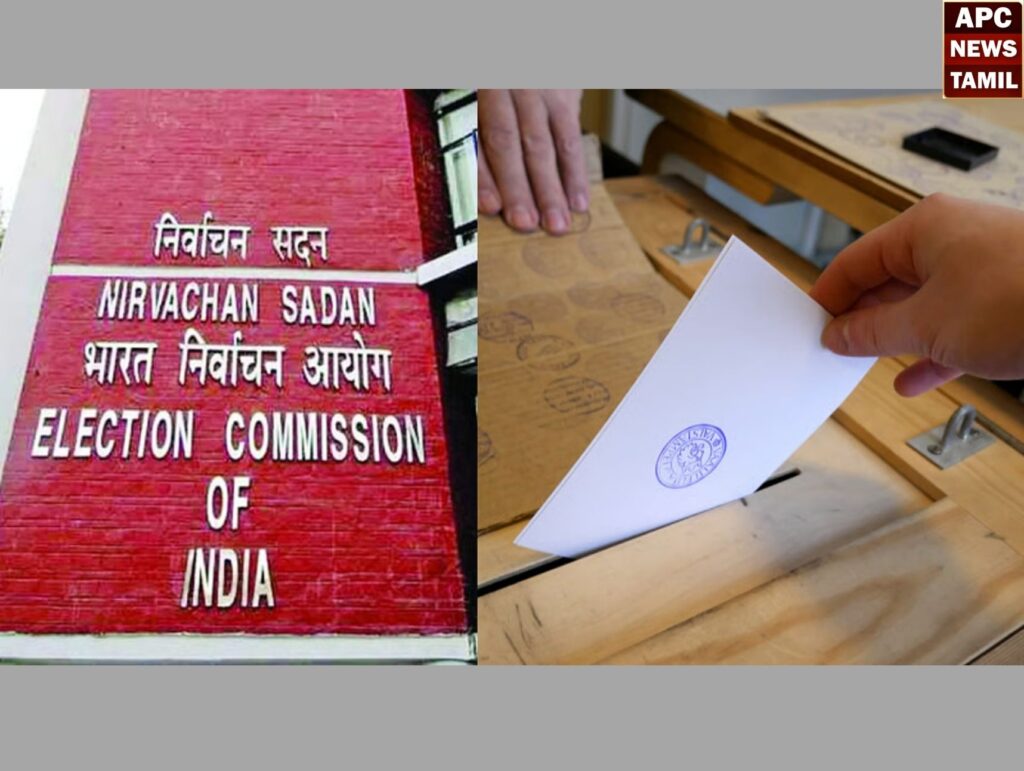 APC
NEWS
TAMIL
निर्वाचन सदन
NIRVACHAN SADAN
भारत निर्वाचन आयोग
ELECTION COMMISSION
OF
INDIA